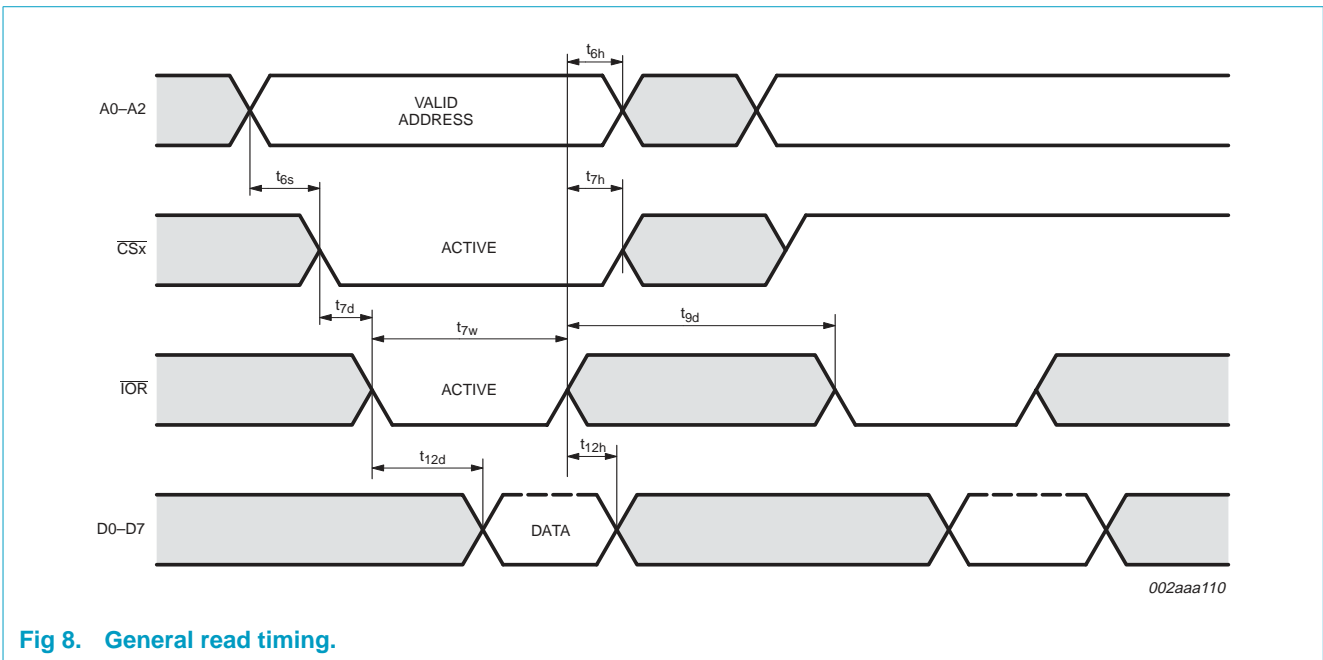 t6h
A0–A2
VALID
ADDRESS
t6s
t7h
CSx
ACTIVE
t7d
t7w
t9d
IOR
ACTIVE
t12d
t12h
D0–D7
DATA
002aaa110
Fig 8. General read timing.